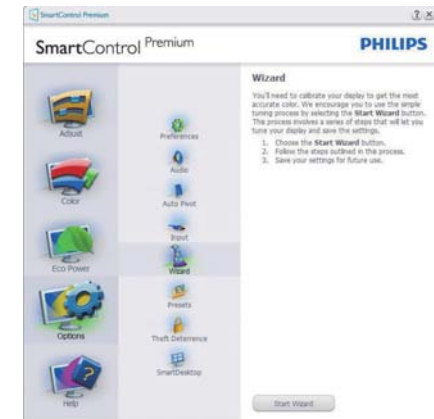 SmartControl Premium
SmartControl Premium
PHILIPS
Adjust
Color
Eco Power
Options
Help
Preferences
Audio
Auto Pivot
Input
Wizard
Presets
Theft Deterrence
SmartDesktop
Wizard
You'll need to calibrate your display to get the most
accurate color. We encourage you to use the simple
tuning process by selecting the Start Wizard button.
This process involves a series of steps that will let you
tune your display and save the settings.
1. Choose the Start Wizard button.
2. Follow the steps outlined in the process.
3. Save your settings for future use.
Start Wizard